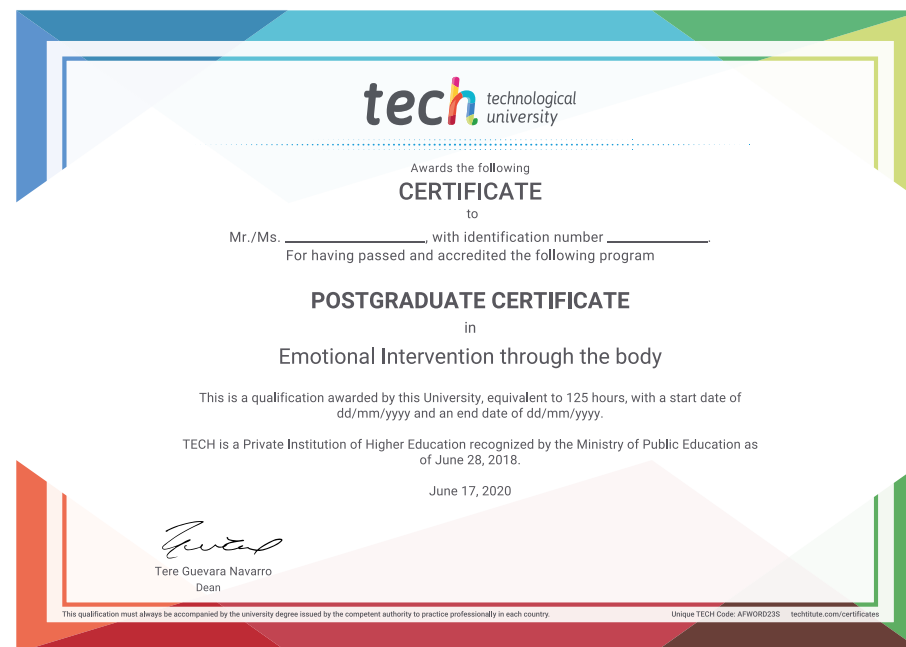 tech technological
university
Awards the following
CERTIFICATE
to
Mr./Ms. ____________________, with identification number ______________.
For having passed and accredited the following program
POSTGRADUATE CERTIFICATE
in
Emotional Intervention through the body
This is a qualification awarded by this University, equivalent to 125 hours, with a start date of
dd/mm/yyyy and an end date of dd/mm/yyyy.
TECH is a Private Institution of Higher Education recognized by the Ministry of Public Education as
of June 28, 2018.
June 17, 2020
Tere Guevara Navarro
Dean
This qualification must always be accompanied by the university degree issued by the competent authority to practice professionally in each country. Unique TECH Code: AFWORD23S techtitute.com/certificates